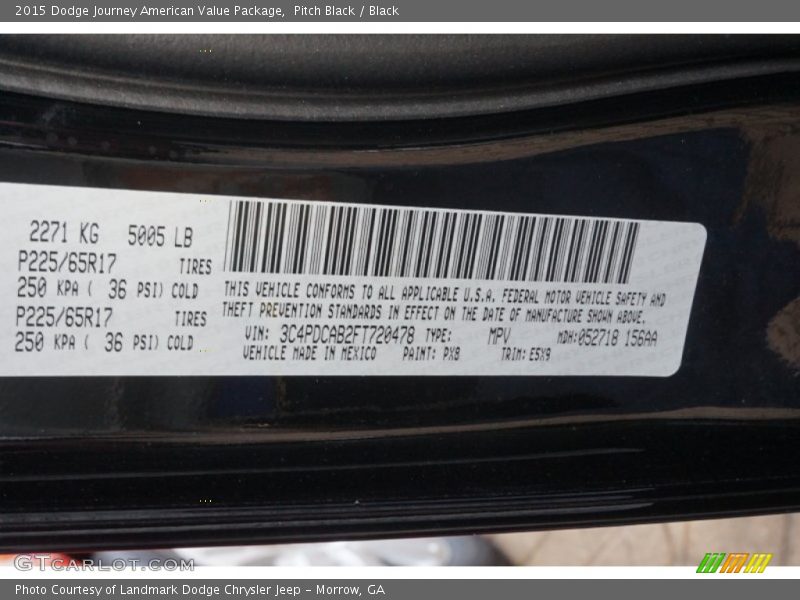 2015 Dodge Journey American Value Package,  Pitch Black / Black
2271 KG 5005 LB
P225/65R17 TIRES
250 KPA ( 36 PSI) COLD
P225/65R17 TIRES
250 KPA ( 36 PSI) COLD
THIS VEHICLE CONFORMS TO ALL APPLICABLE U.S.A. FEDERAL MOTOR VEHICLE SAFETY AND
THEFT PREVENTION STANDARDS IN EFFECT ON THE DATE OF MANUFACTURE SHOWN ABOVE.
VIN: 3C4PDCAB2FT720478 TYPE: MPV MDH:052718 156AA
VEHICLE MADE IN MEXICO PAINT: PX8 TRIM: E5X9
GTCARLOT.COM
Photo Courtesy of Landmark Dodge Chrysler Jeep – Morrow, GA